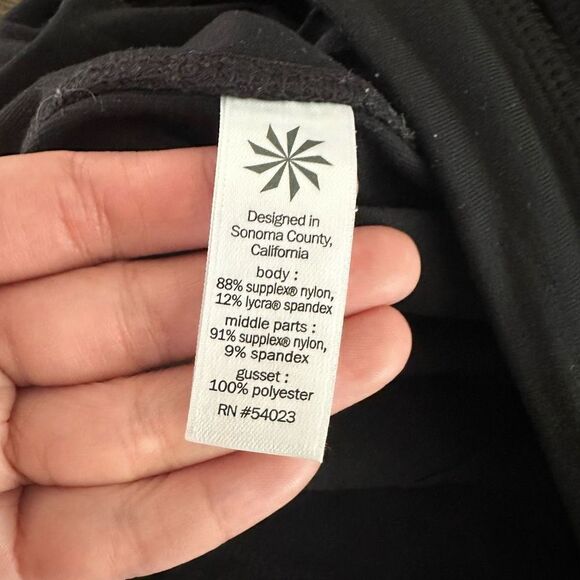 Designed in
Sonoma County,
California
body :
88% supplex® nylon,
12% lycra® spandex
middle parts :
91% supplex® nylon,
9% spandex
gusset :
100% polyester
RN #54023